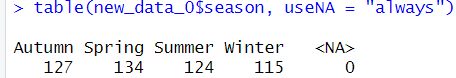 > table(new_data_0$season, useNA = "always")
Autumn Spring Summer Winter <NA>
127 134 124 115 0